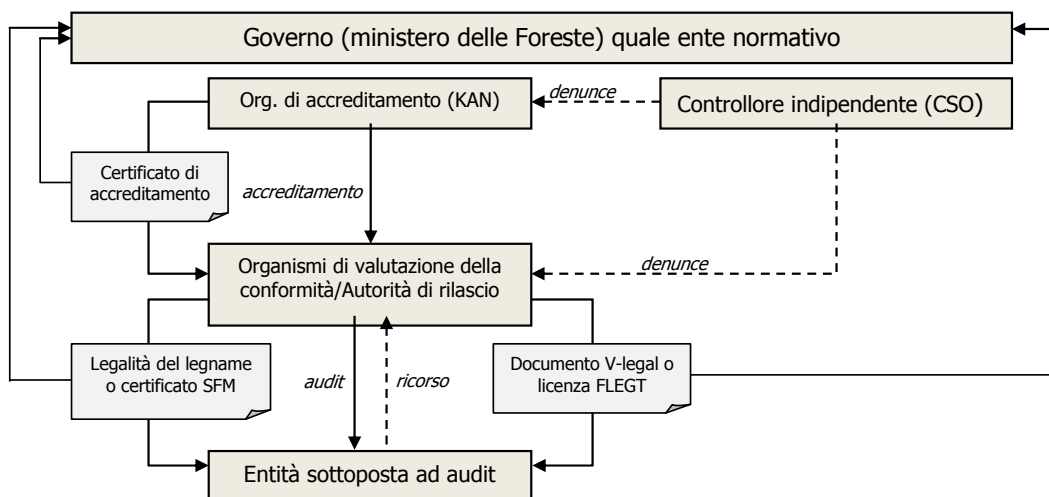 Governo (ministero delle Foreste) quale ente normativo
Org. di accreditamento (KAN)
denunce
Controllore indipendente (CSO)
Certificato di
accreditamento
accreditamento
Organismi di valutazione della
conformità/Autorità di rilascio
denunce
Legalità del legname
o certificato SFM
audit
ricorso
Documento V-legal o
licenza FLEGT
Entità sottoposta ad audit